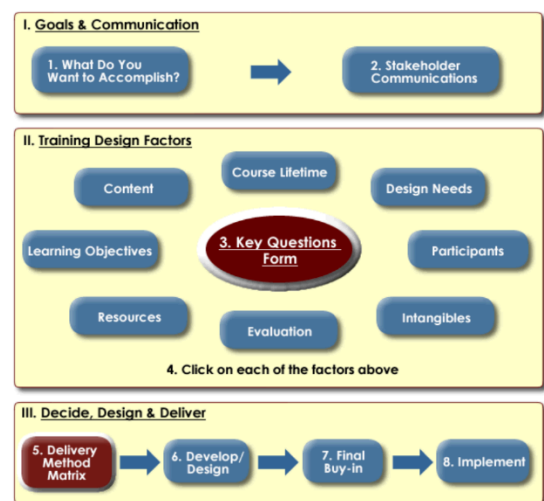 I. Goals & Communication
1. What Do You
Want to Accomplish?
2. Stakeholder
Communications
II. Training Design Factors
Course Lifetime
Content
Design Needs
3. Key Questions
Form
Learning Objectives
Participants
Resources
Intangibles
Evaluation
4. Click on each of the factors above
III. Decide, Design & Deliver
5. Delivery
Method
Matrix
6. Develop/
Design
7. Final
Buy-in
8. Implement